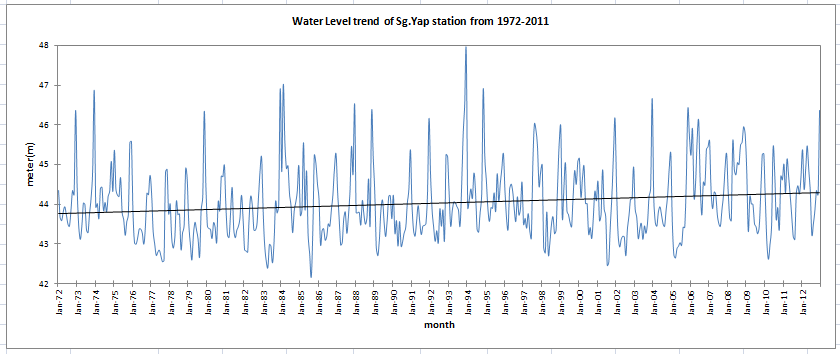 Water Level trend of Sg.Yap station from 1972-2011
48
47
46
45
44
43
42
meter(m)
Jan-72
Jan-73
Jan-74
Jan-75
Jan-76
Jan-77
Jan-78
Jan-79
Jan-80
Jan-81
Jan-82
Jan-83
Jan-84
Jan-85
Jan-86
Jan-87
Jan-88
Jan-89
Jan-90
Jan-91
Jan-92
Jan-93
Jan-94
Jan-95
Jan-96
Jan-97
Jan-98
Jan-99
Jan-00
Jan-01
Jan-02
Jan-03
Jan-04
Jan-05
Jan-06
Jan-07
Jan-08
Jan-09
Jan-10
Jan-11
Jan-12
month